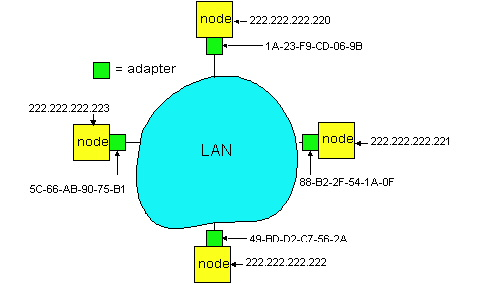 node
222.222.222.220
1A-23-F9-CD-06-9B
= adapter
222.222.222.223
node
5C-66-AB-90-75-B1
LAN
node
222.222.222.221
88-B2-2F-54-1A-0F
49-BD-D2-C7-56-2A
node
222.222.222.222